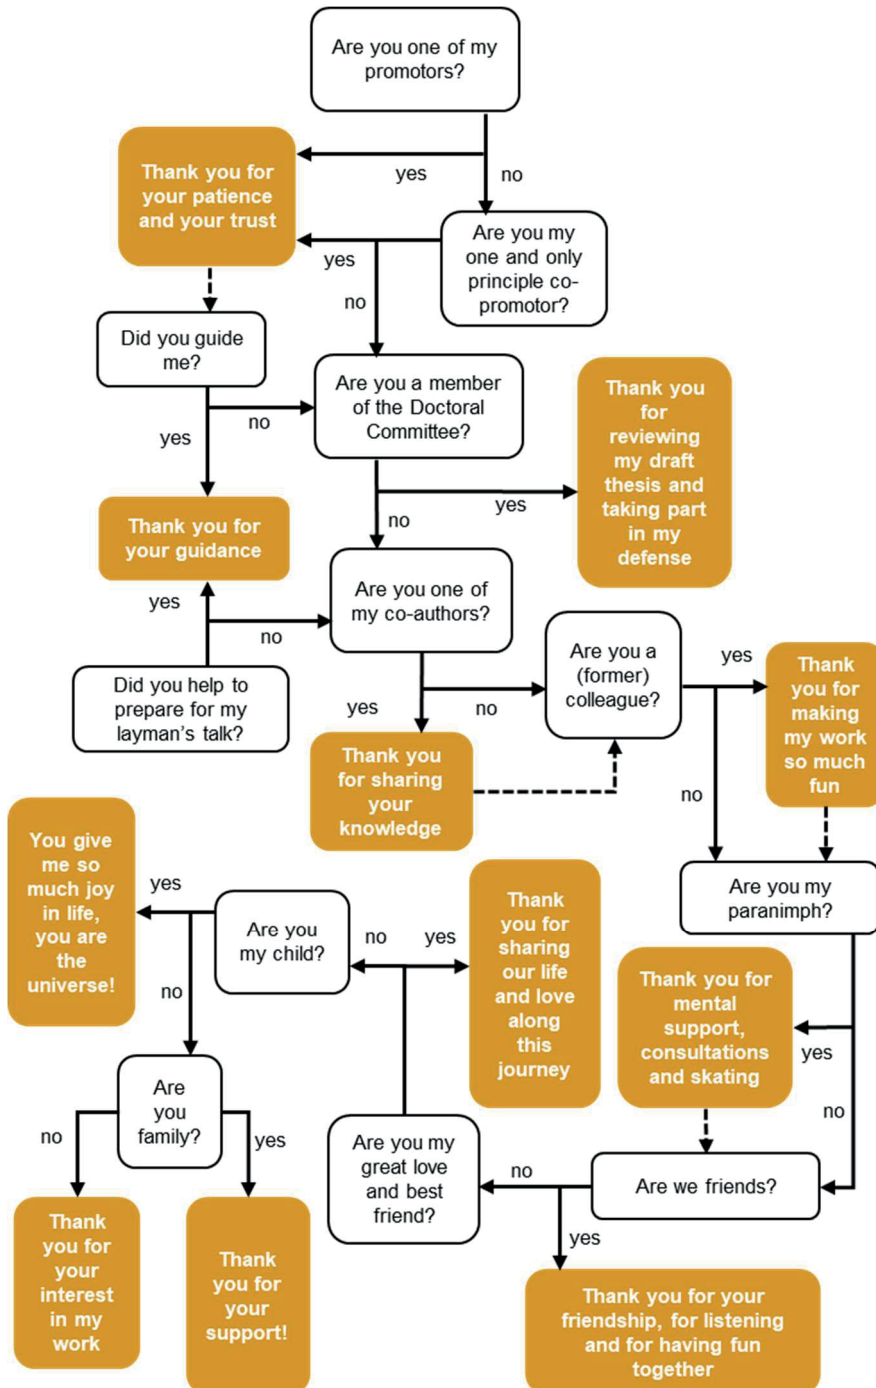 Are you one of my
promotors?
yes
no
Thank you for
your patience
and your trust
Are you my
one and only
principle co-
promotor?
yes
no
Did you guide
me?
no
yes
Are you a member
of the Doctoral
Committee?
yes
no
Thank you
for
reviewing
my draft
thesis and
taking part
in my
defense
Thank you for
your guidance
yes
no
Did you help to
prepare for my
layman's talk?
Are you one of
my co-authors?
yes
no
Are you a
(former)
colleague?
yes
no
Thank
you for
making
my work
so much
fun
Thank you
for sharing
your
knowledge
Are you my
paranimph?
yes
no
Thank you for
mental
support,
consultations
and skating
Are we friends?
no
yes
Thank you for your
friendship, for listening
and for having fun
together
Are you my
great love
and best
friend?
no
yes
Thank
you for
sharing
our life
and love
along
this
journey
Are you
my child?
yes
no
You give
me so
much joy
in life,
you are
the
universe!
Are
you
family?
no
yes
Thank
you for
your
interest
in my
work
Thank
you for
your
support!